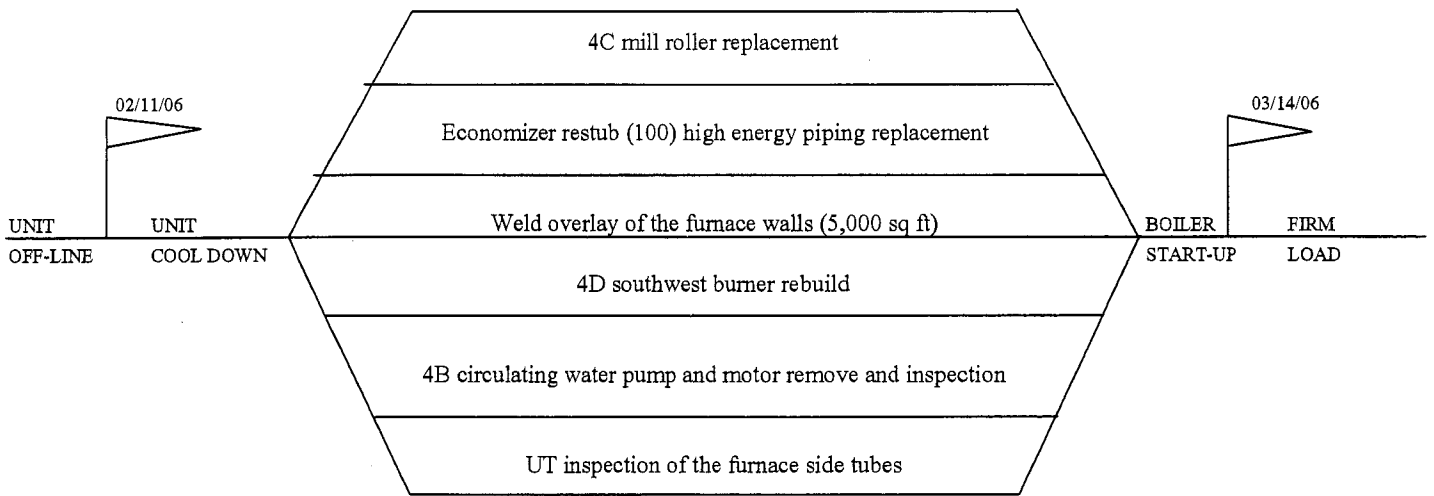 4C mill roller replacement
02/11/06
03/14/06
Economizer restub (100) high energy piping replacement
UNIT
UNIT
Weld overlay of the furnace walls (5,000 sq ft)
BOILER
FIRM
OFF-LINE
COOL DOWN
START-UP
LOAD
4D southwest burner rebuild
4B circulating water pump and motor remove and inspection
UT inspection of the furnace side tubes